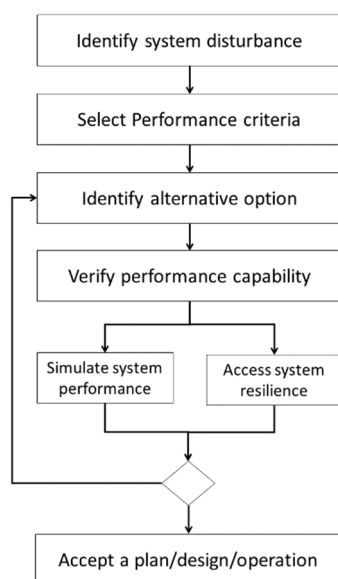 Identify system disturbance
Select Performance criteria
Identify alternative option
Verify performance capability
Simulate system
performance
Access system
resilience
Accept a plan/design/operation